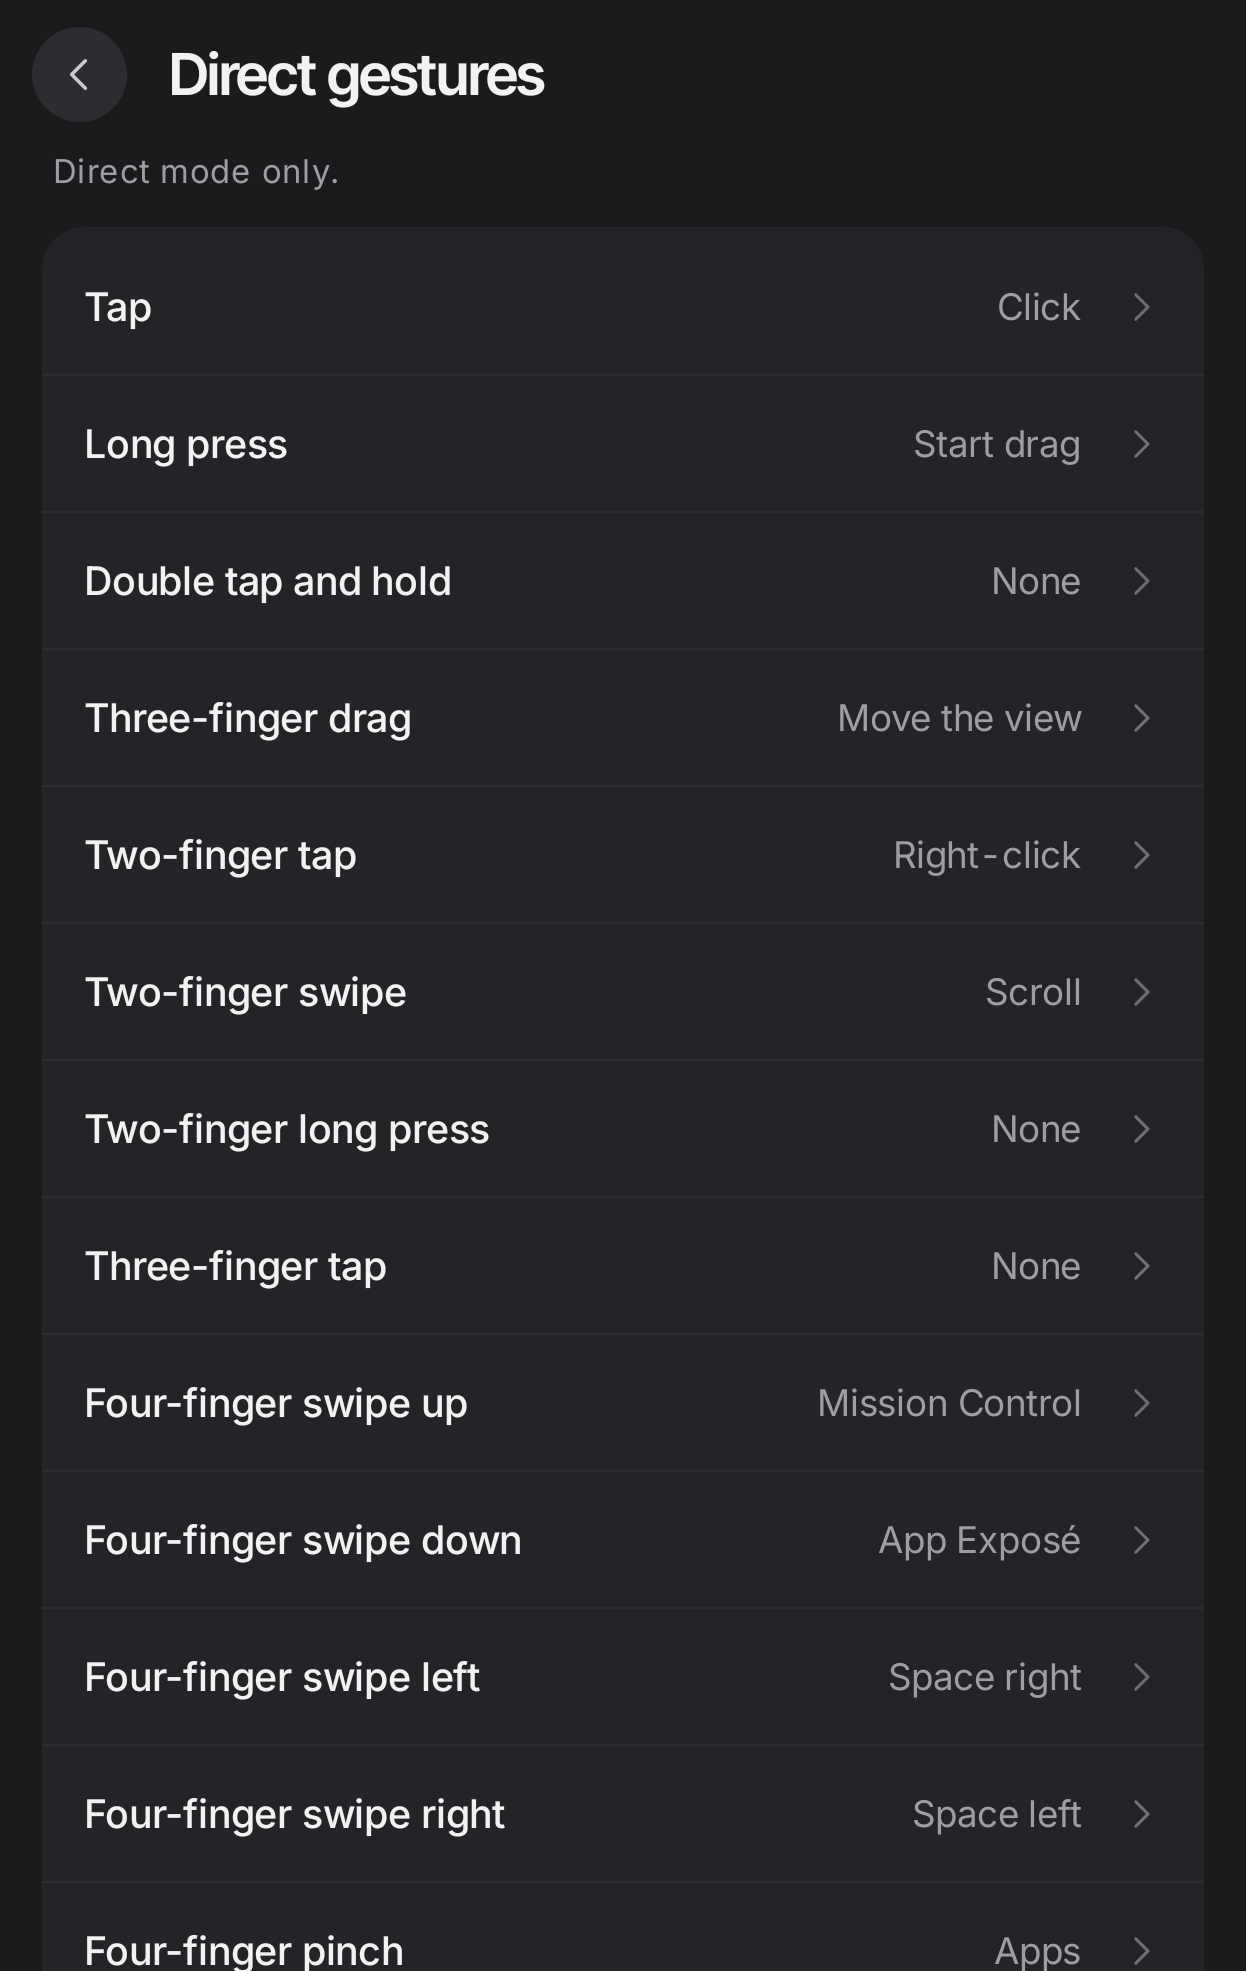 Direct gestures
Direct mode only.
Tap Click
Long press Start drag
Double tap and hold None
Three-finger drag Move the view
Two-finger tap Right-click
Two-finger swipe Scroll
Two-finger long press None
Three-finger tap None
Four-finger swipe up Mission Control
Four-finger swipe down App Exposé
Four-finger swipe left Space right
Four-finger swipe right Space left
Four-finger pinch Apps